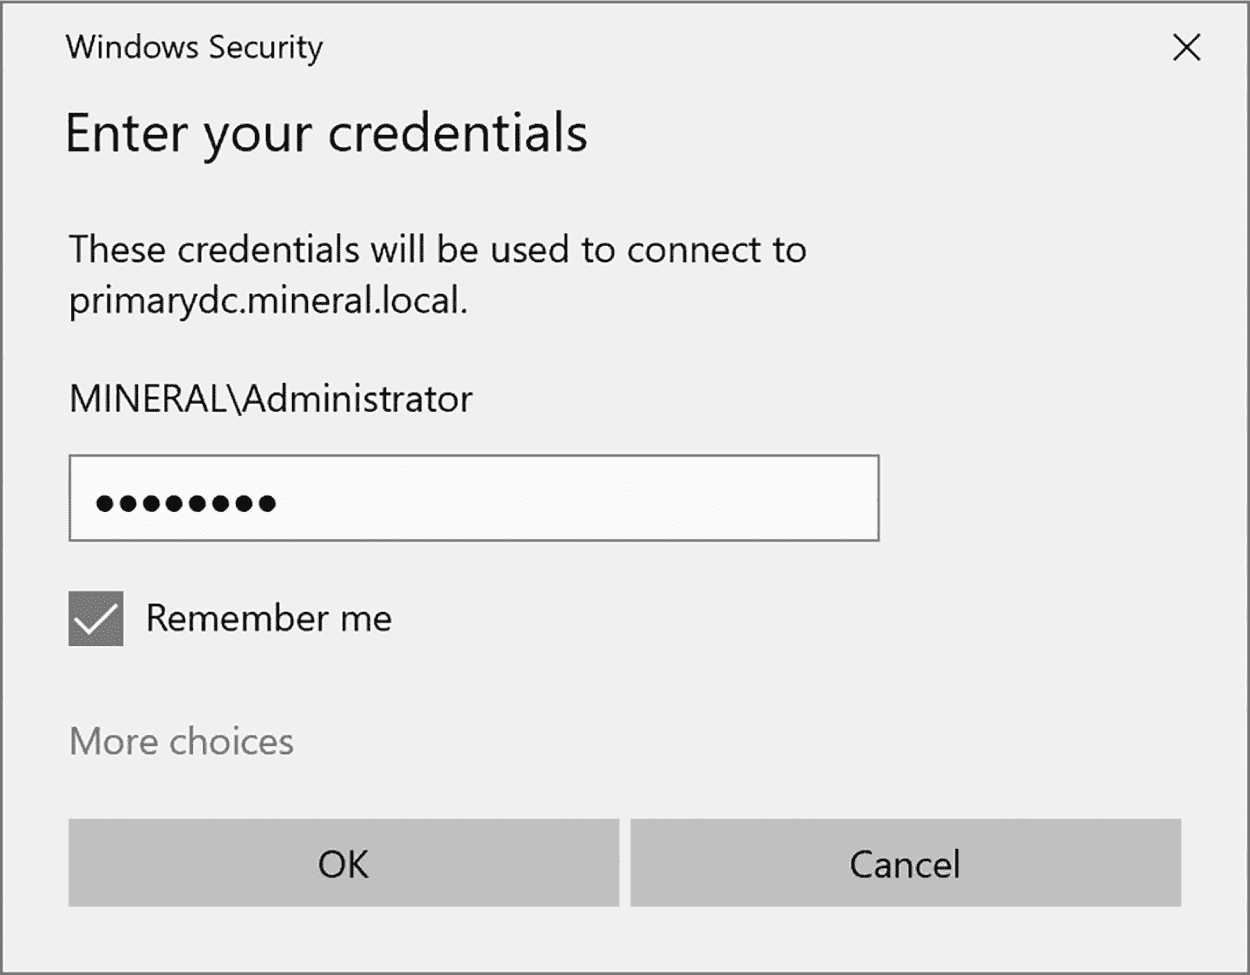 Windows Security
Enter your credentials
These credentials will be used to connect to
primarydc.mineral.local.
MINERAL\Administrator
●●●●●●●●
Remember me
More choices
OK
Cancel